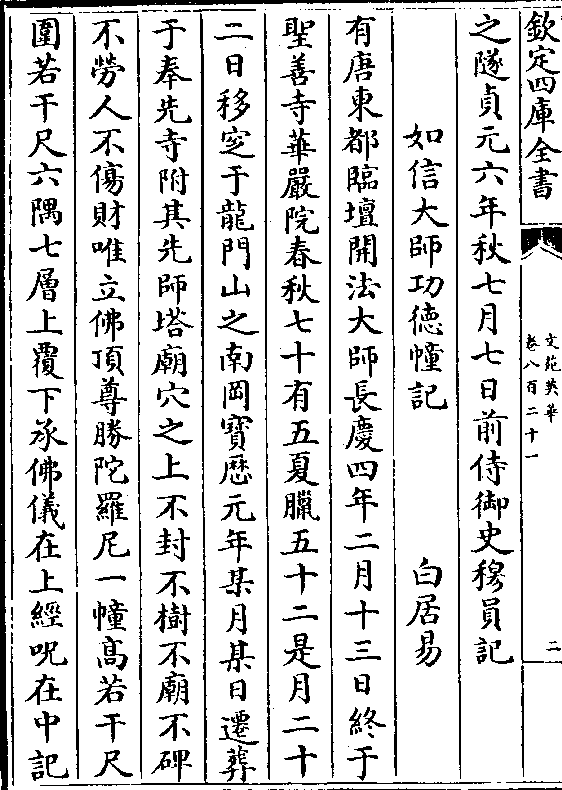 欽定四庫全書
文苑英華
卷八百二十一
二
之隧貞元六年秋七月七日前侍御史穆員記
如信大師功德幢記 白居易
有唐東都臨壇開法大師長慶四年二月十三日終于
聖善寺華嚴院春秋七十有五夏臘五十二是月二十
二日移窆于龍門山之南岡寶歷元年某月某日遷葬
于奉先寺附其先師塔廟穴之上不封不樹不廟不碑
不勞人不傷財唯立佛頂尊勝陀羅尼一幢髙若干尺
圍若干尺六隅七層上覆下承佛儀在上經呪在中記